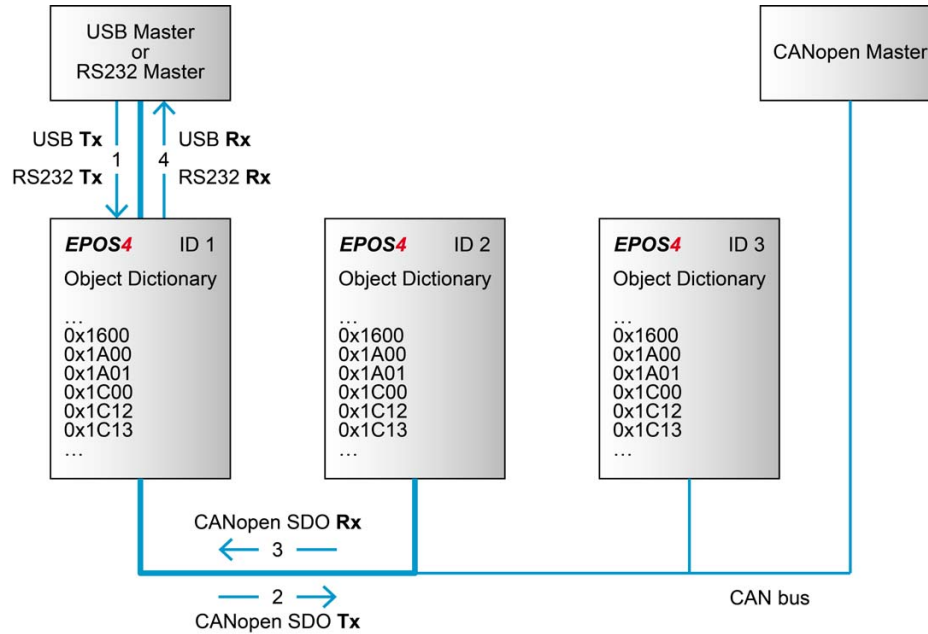 USB Master
or
RS232 Master
CANopen Master
USB Tx
1
RS232 Tx
USB Rx
4
RS232 Rx
EPOS4 ID 1
Object Dictionary
...
0x1600
0x1A00
0x1A01
0x1C00
0x1C12
0x1C13
...
EPOS4 ID 2
Object Dictionary
...
0x1600
0x1A00
0x1A01
0x1C00
0x1C12
0x1C13
...
EPOS4 ID 3
Object Dictionary
...
0x1600
0x1A00
0x1A01
0x1C00
0x1C12
0x1C13
...
CANopen SDO Rx
3
2
CANopen SDO Tx
CAN bus